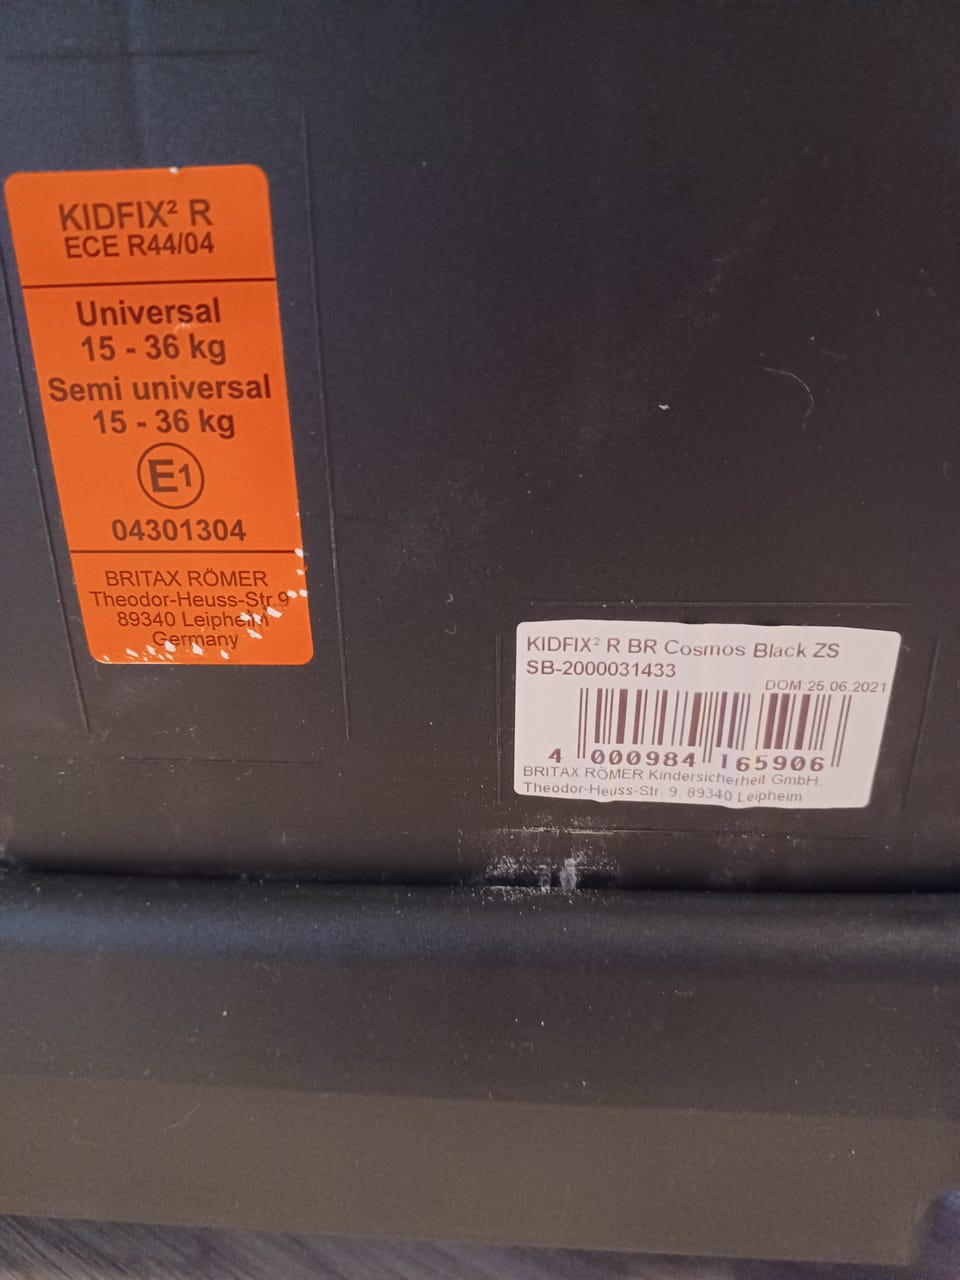 KIDFIX² R
ECE R44/04
Universal
15 - 36 kg
Semi universal
15 - 36 kg
E1
04301304
BRITAX RÖMER
Theodor-Heuss-Str.9
89340 Leipheim
Germany
KIDFIX² R BR Cosmos Black ZS
SB-2000031433
DOM:25.06.2021
4 000984 165906
BRITAX RÖMER Kindersicherheit GmbH,
Theodor-Heuss-Str. 9, 89340 Leipheim